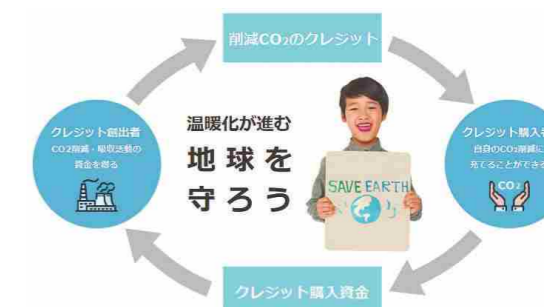 削減CO₂のクレジット
クレジット創出者
CO2削減・吸収活動の
資金を得る
温暖化が進む
地球を
守ろう
SAVE EARTH
クレジット購入
自身のCO₂削減に
充てることができる
CO₂
クレジット購入資金